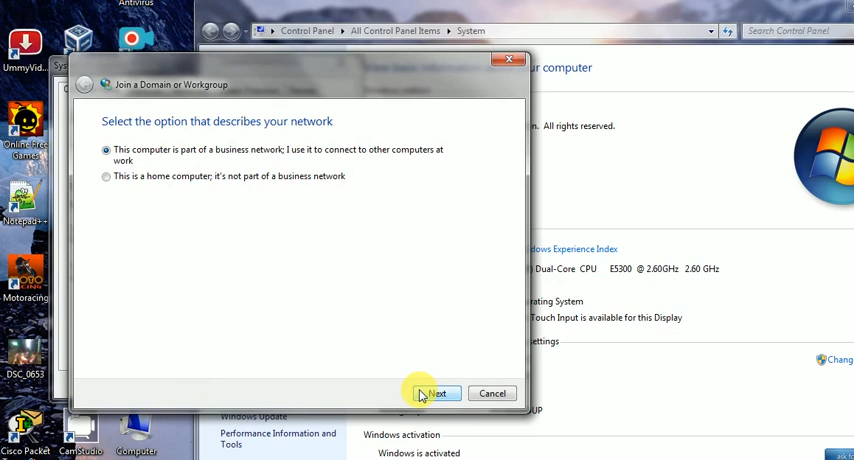 Antivirus
Control Panel
All Control Panel Items
System
Search Control Panel
UmmyVid...
Join a Domain or Workgroup
Select the option that describes your network
This computer is part of a business network; I use it to connect to other computers at
work
This is a home computer; it's not part of a business network
Next
Cancel
Online Free
Games
Notepad++
Motoracing
DSC_0653
Cisco Packet
CamStudio
Computer
your computer
All rights reserved.
dows Experience Index
Dual-Core CPU E5300 @ 2.60GHz 2.60 GHz
rating System
Touch Input is available for this Display
settings
Chang
UP
Windows Update
Performance Information and
Tools
Windows activation
Windows is activated
ask fo